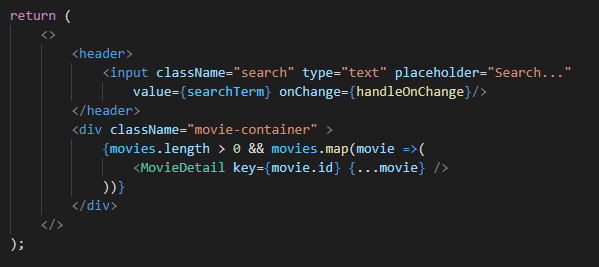 return (
<>
<header>
<input className="search" type="text" placeholder="Search..."
value={searchTerm} onChange={handleOnChange}/>
</header>
<div className="movie-container" >
{movies.length > 0 && movies.map(movie =>(
<MovieDetail key={movie.id} {...movie} />
))}
</div>
</>
);